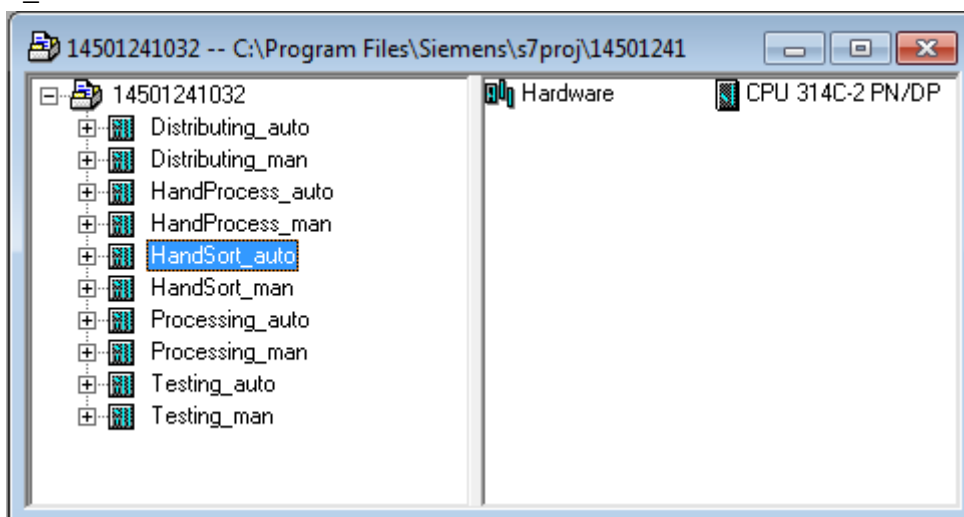 14501241032 -- C:\Program Files\Siemens\s7proj\14501241
14501241032
Distributing_auto
Distributing_man
HandProcess_auto
HandProcess_man
HandSort_auto
HandSort_man
Processing_auto
Processing_man
Testing_auto
Testing_man
Hardware CPU 314C-2 PN/DP